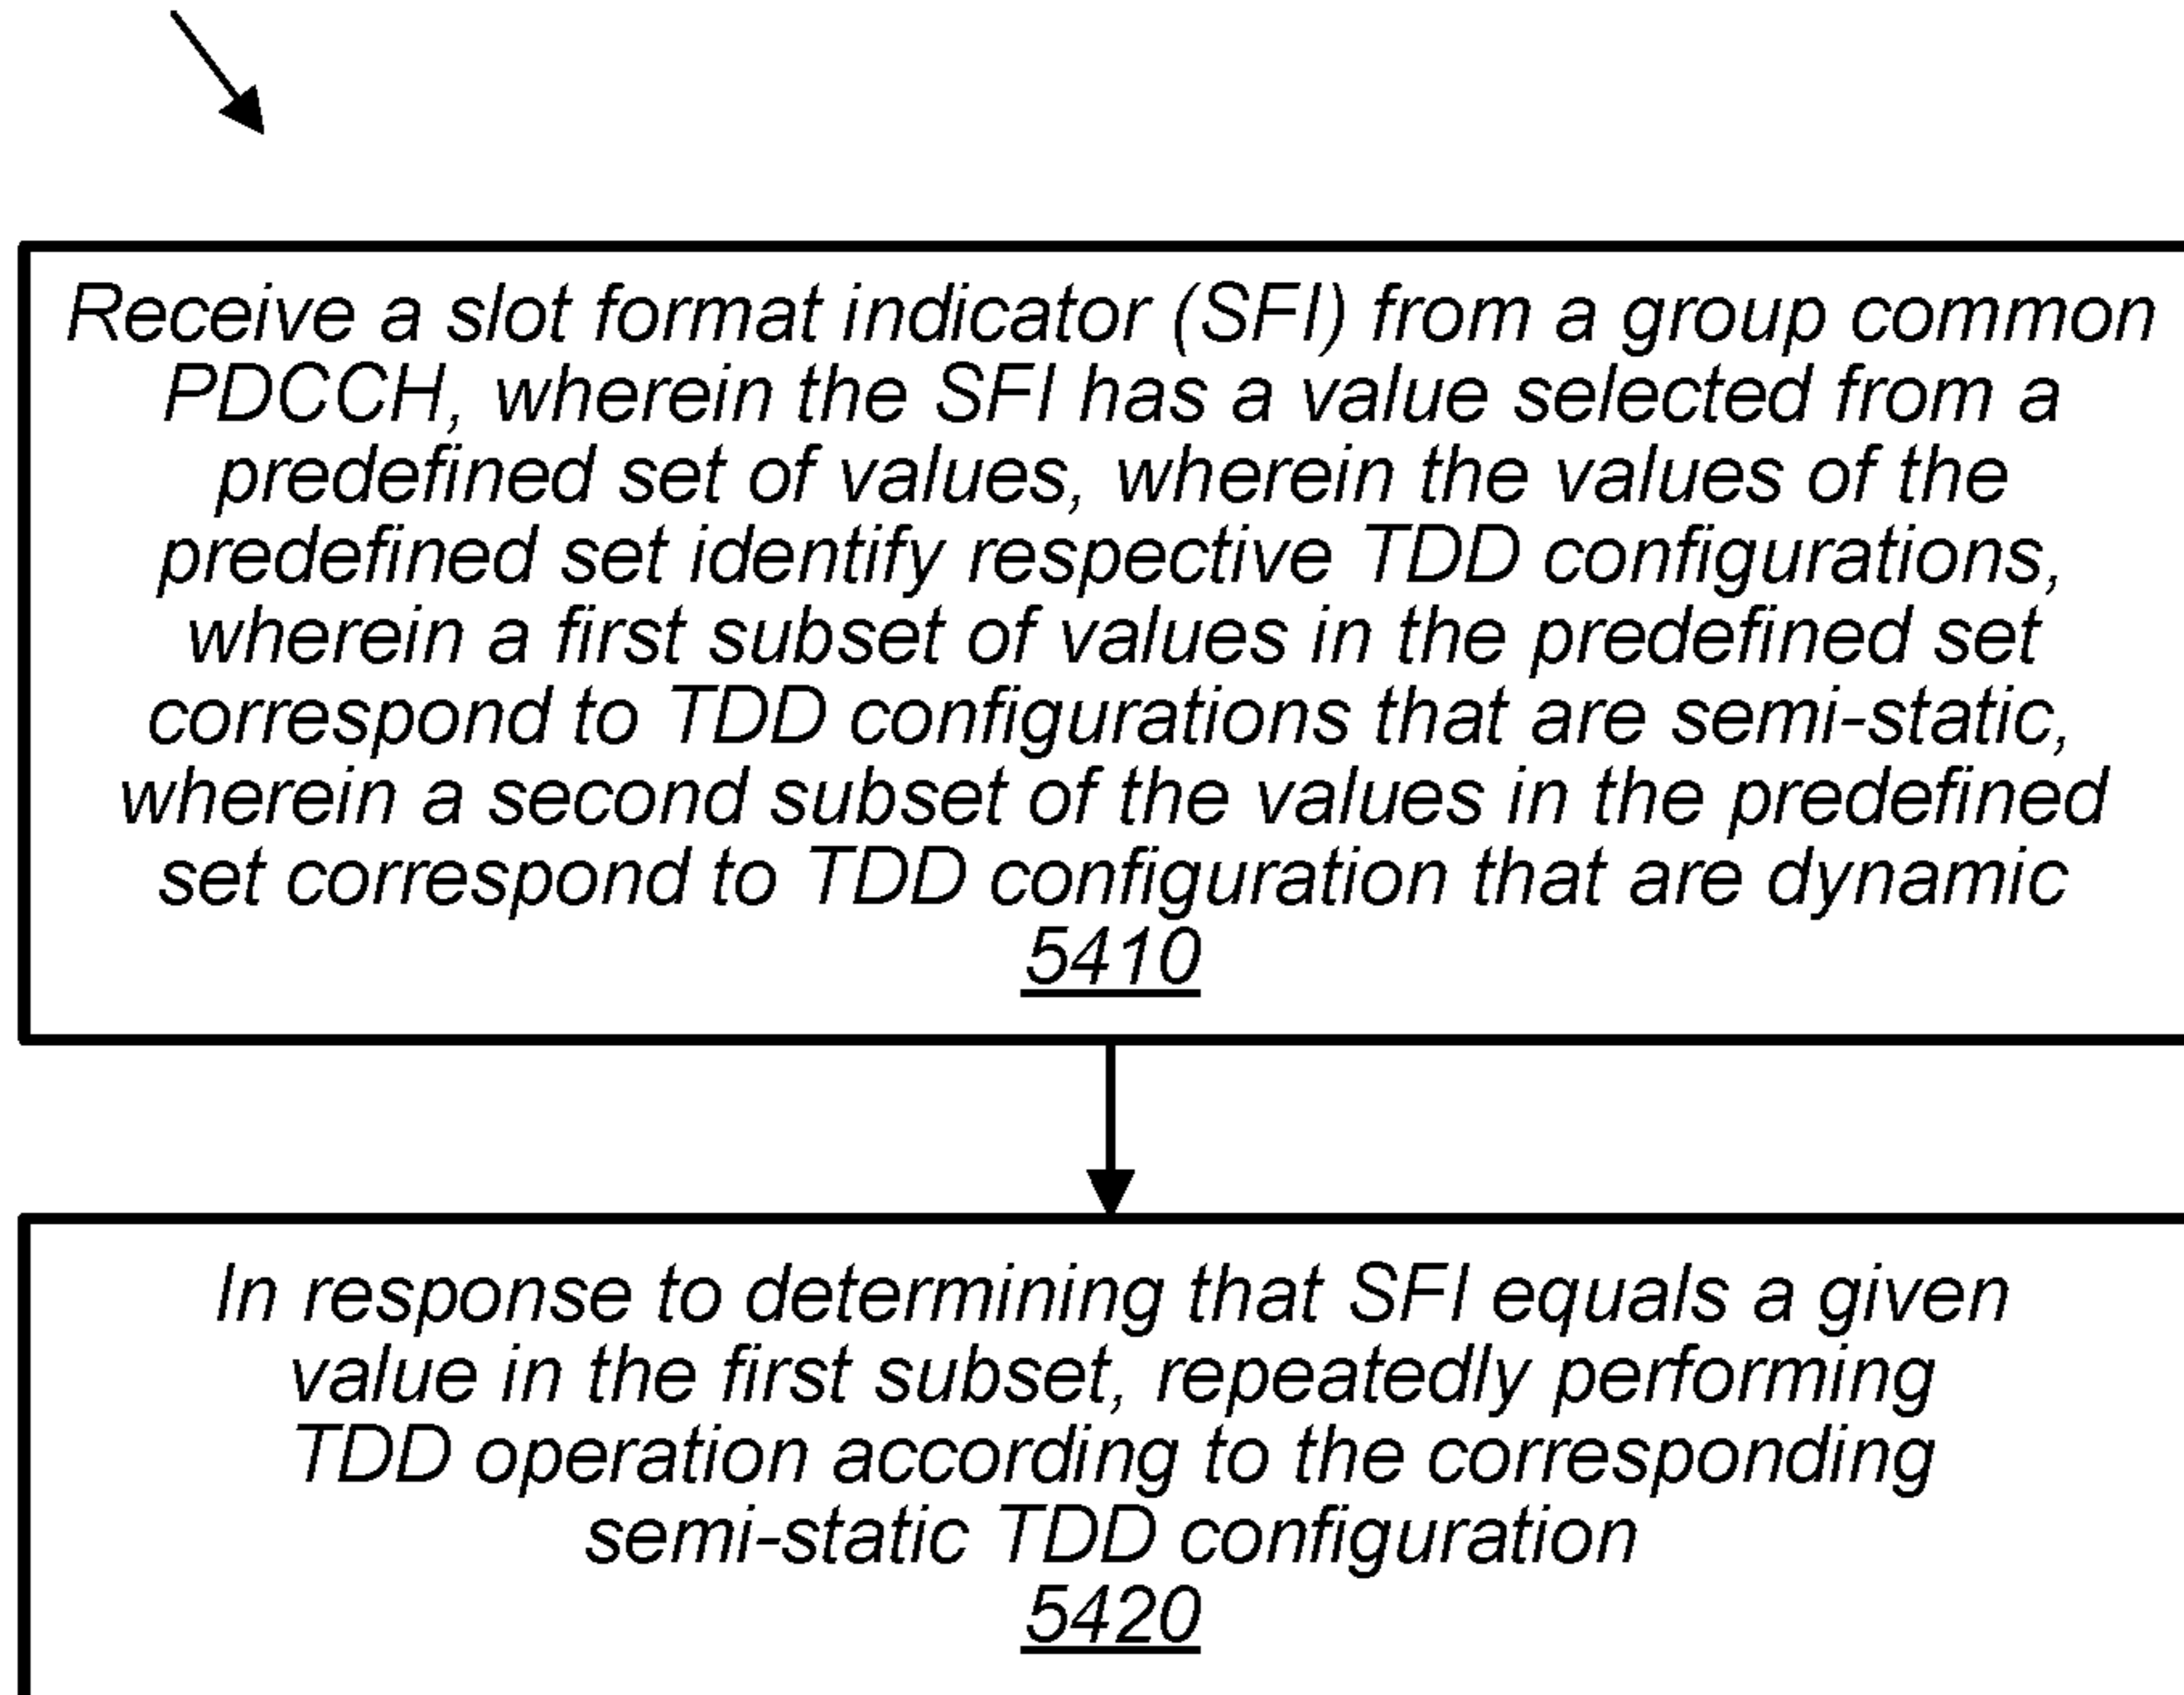 Receive a slot format indicator (SFI) from a group common
PDCCH, wherein the SFI has a value selected from a
predefined set of values, wherein the values of the
predefined set identify respective TDD configurations,
wherein a first subset of values in the predefined set
correspond to TDD configurations that are semi-static,
wherein a second subset of the values in the predefined
set correspond to TDD configuration that are dynamic
5410
In response to determining that SFI equals a given
value in the first subset, repeatedly performing
TDD operation according to the corresponding
semi-static TDD configuration
5420